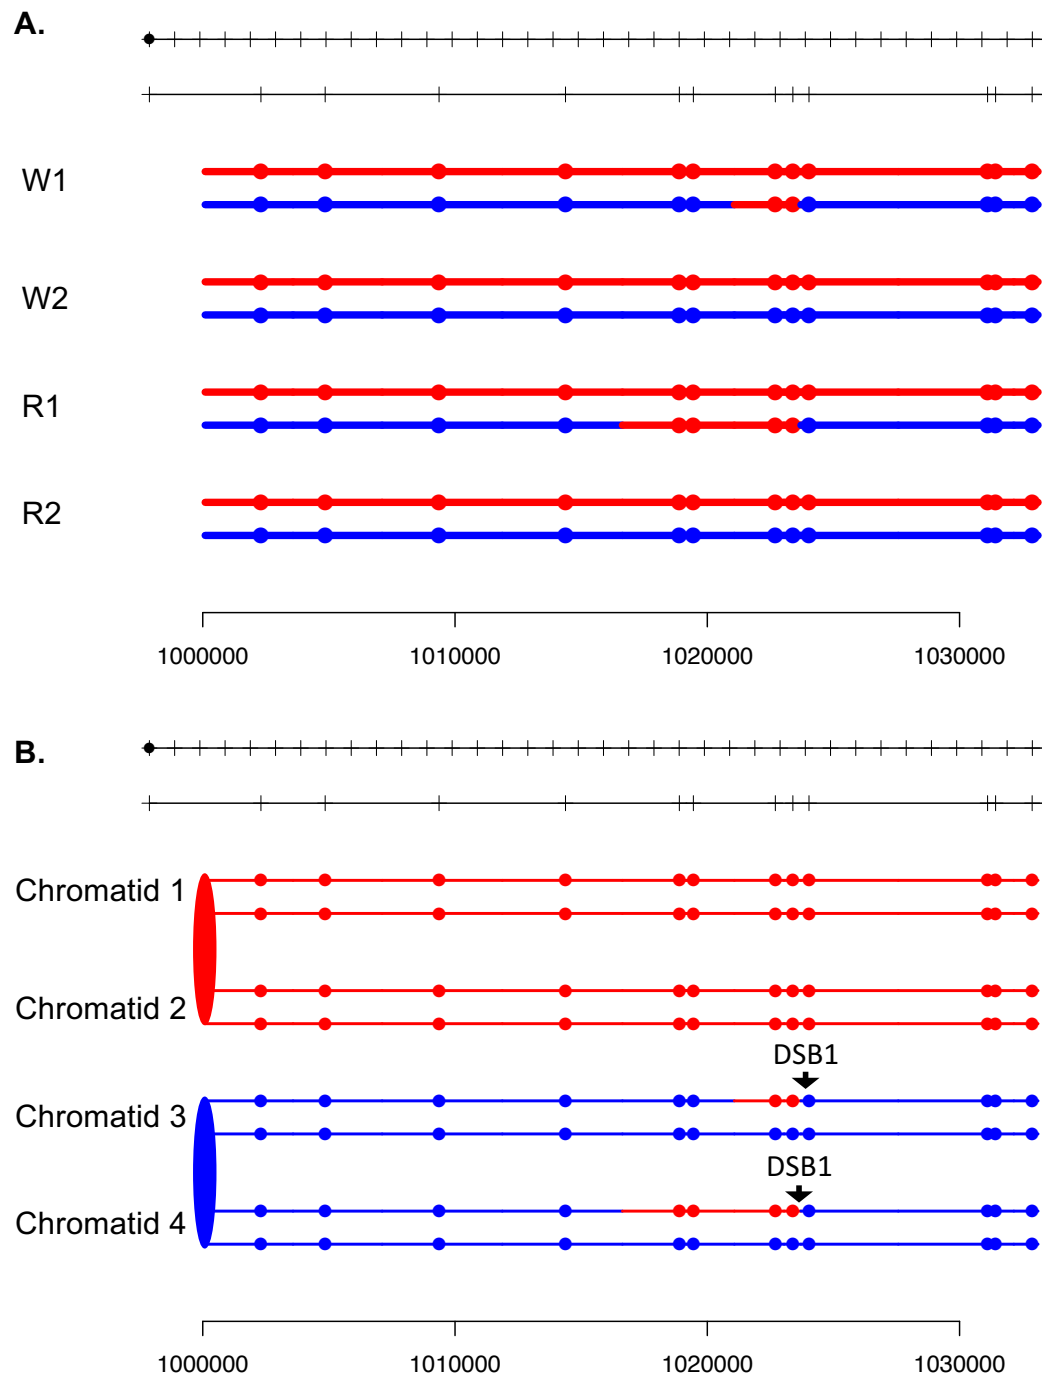 A.
W1
W2
R1
R2
1000000 1010000 1020000 1030000
B.
Chromatid 1
Chromatid 2
DSB1
Chromatid 3
DSB1
Chromatid 4
1000000 1010000 1020000 1030000